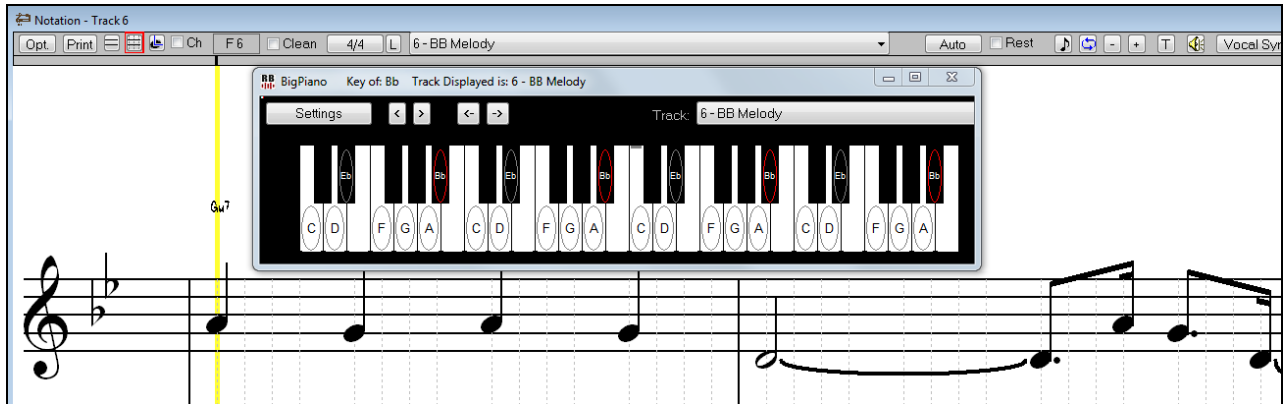 Notation - Track 6
Opt. Print Ch F 6 Clean 4/4 L 6 - BB Melody Auto Rest - + T Vocal Syn
BB BigPiano Key of: Bb Track Displayed is: 6 - BB Melody
Settings < > <- -> Track: 6 - BB Melody
Eb Bb Eb Bb Eb Bb Eb Bb
C D F G A C D F G A C D F G A C D F G A
Gm7